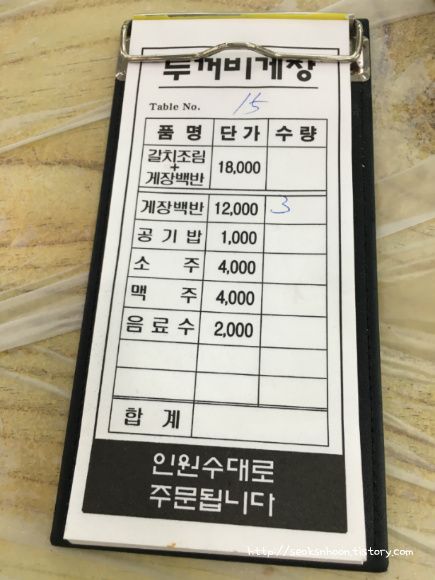 두꺼비게장
Table No. 15
품 명 단 가 수 량
갈치조림
+
게장백반 18,000
게장백반 12,000 3
공 기 밥 1,000
소 주 4,000
맥 주 4,000
음 료 수 2,000
합 계
인원수대로
주문됩니다
http://seoksnhoon.tistory.com